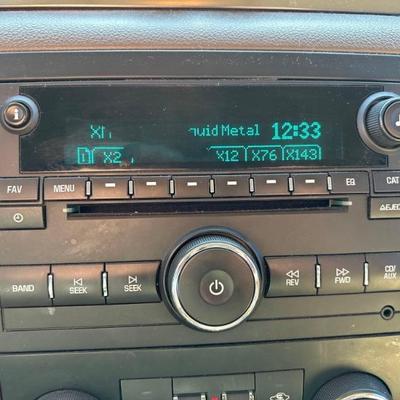 XM quid Metal 12:33
1 X2 X12 X76 X143
FAV MENU EQ CAT
EJECT
BAND SEEK SEEK REV FWD CD/AUX